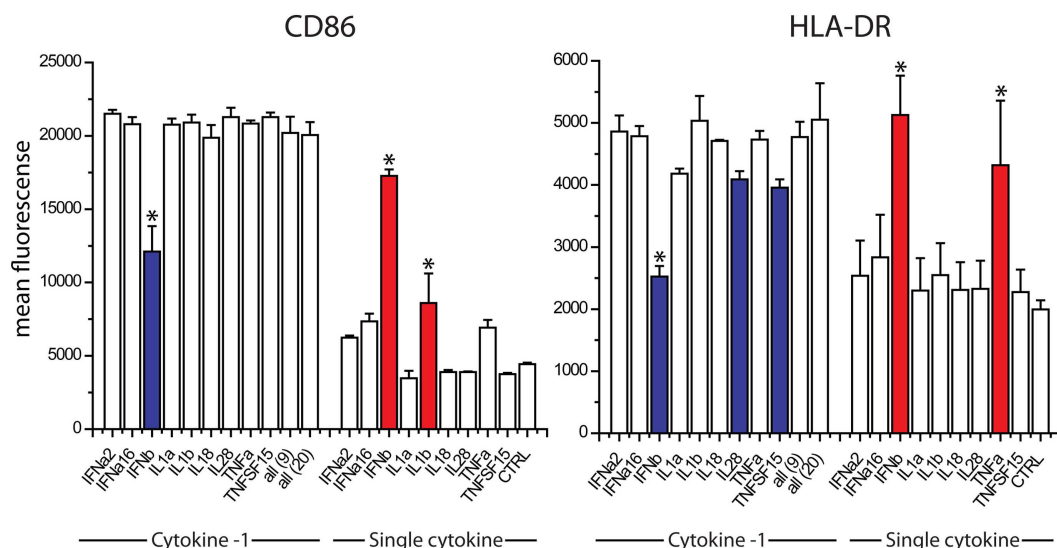 CD86
mean fluorescense
25000
20000
15000
10000
5000
0
*
*
*
IFNa2
IFNa16
IFNb
IL1a
IL1b
IL18
IL28
TNFa
TNFSF15
all (9)
all (20)
IFNa2
IFNa16
IFNb
IL1a
IL1b
IL18
IL28
TNFa
TNFSF15
CTRL
Cytokine -1
Single cytokine
HLA-DR
6000
5000
4000
3000
2000
1000
0
*
*
*
IFNa2
IFNa16
IFNb
IL1a
IL1b
IL18
IL28
TNFa
TNFSF15
all (9)
all (20)
IFNa2
IFNa16
IFNb
IL1a
IL1b
IL18
IL28
TNFa
TNFSF15
CTRL
Cytokine -1
Single cytokine